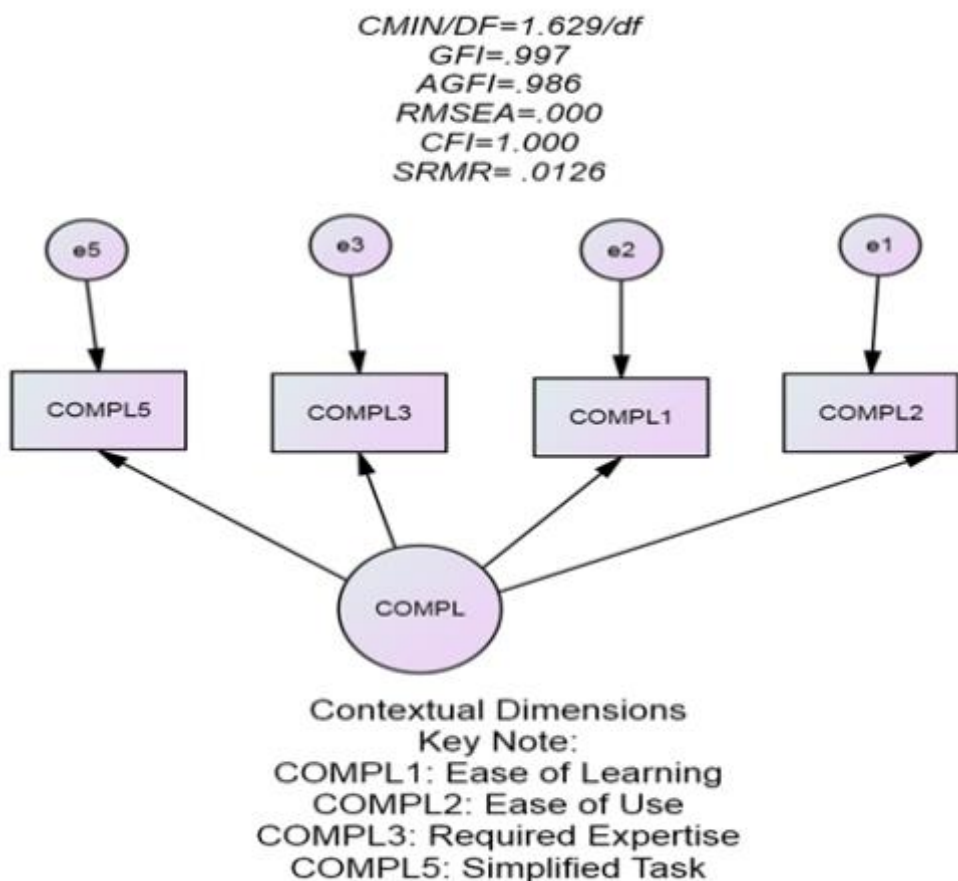 CMIN/DF=1.629/df
GFI=.997
AGFI=.986
RMSEA=.000
CFI=1.000
SRMR= .0126
e5
e3
e2
e1
COMPL5
COMPL3
COMPL1
COMPL2
COMPL
Contextual Dimensions
Key Note:
COMPL1: Ease of Learning
COMPL2: Ease of Use
COMPL3: Required Expertise
COMPL5: Simplified Task